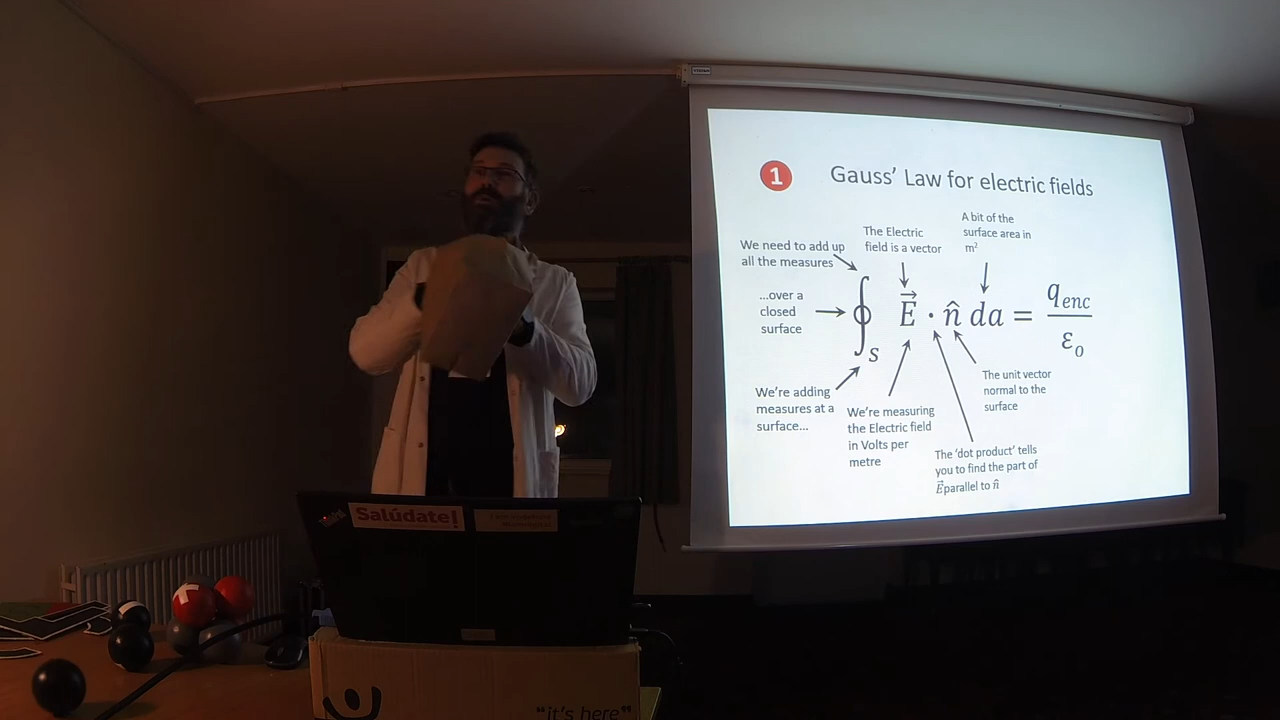 1
Gauss' Law for electric fields
A bit of the
surface area in
m²
The Electric
field is a vector
We need to add up
all the measures
...over a
closed
surface
∮S E⃗ · n̂ da = qenc / εo
We're adding
measures at a
surface...
We're measuring
the Electric field
in Volts per
metre
The unit vector
normal to the
surface
The 'dot product' tells
you to find the part of
E⃗ parallel to n̂
Salúdate!
"it's here"